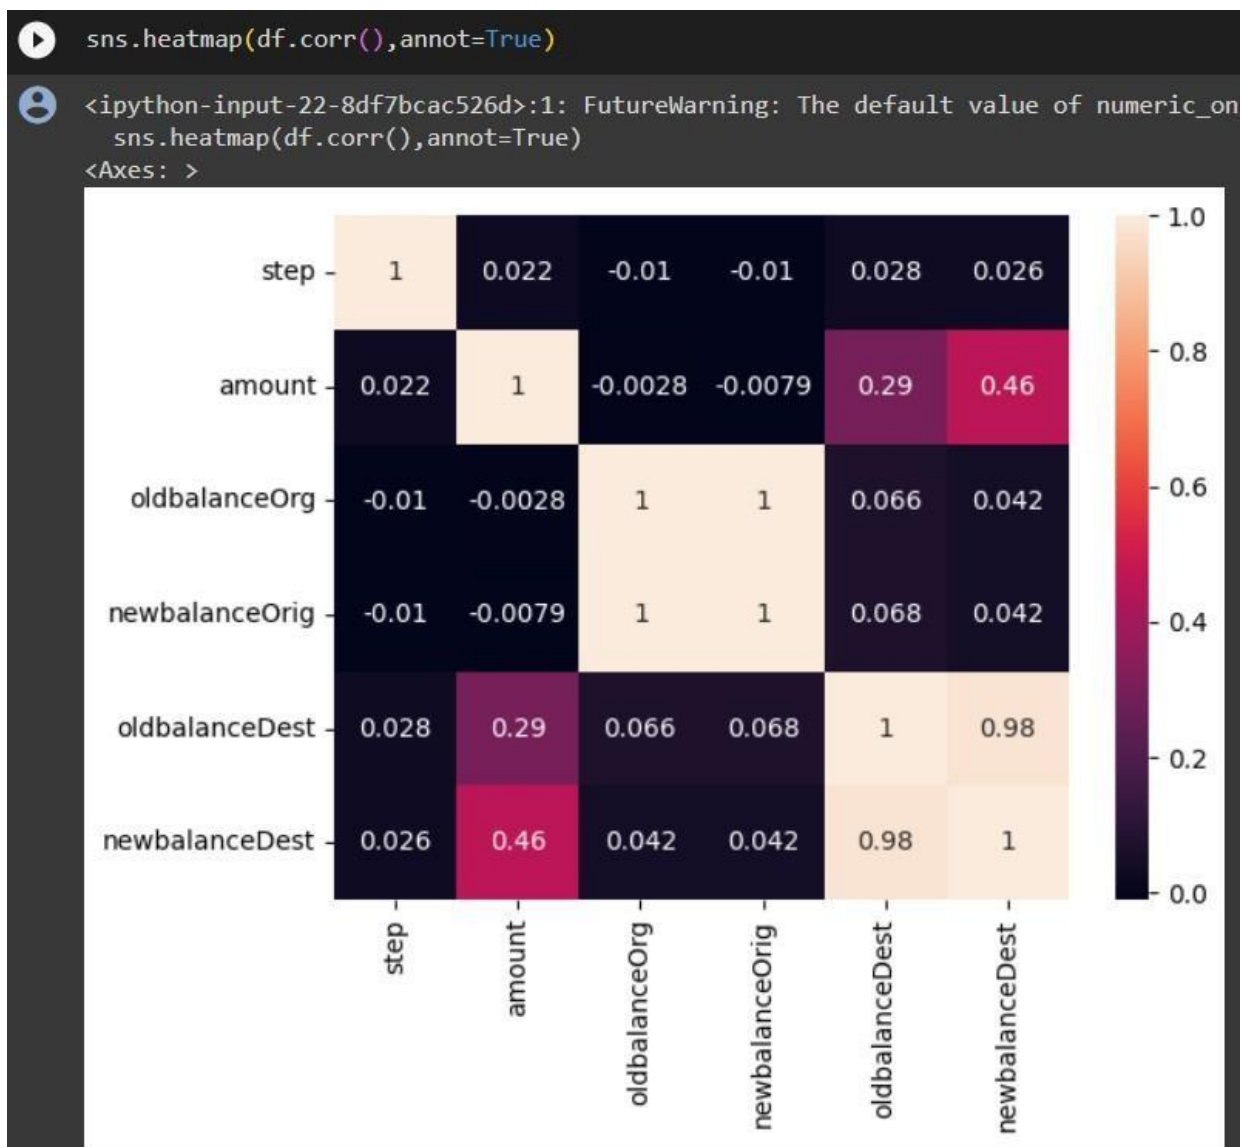 sns.heatmap(df.corr(),annot=True)
<ipython-input-22-8df7bcac526d>:1: FutureWarning: The default value of numeric_on
sns.heatmap(df.corr(),annot=True)
<Axes: >
step 1 0.022 -0.01 -0.01 0.028 0.026
amount 0.022 1 -0.0028 -0.0079 0.29 0.46
oldbalanceOrg -0.01 -0.0028 1 1 0.066 0.042
newbalanceOrig -0.01 -0.0079 1 1 0.068 0.042
oldbalanceDest 0.028 0.29 0.066 0.068 1 0.98
newbalanceDest 0.026 0.46 0.042 0.042 0.98 1
step amount oldbalanceOrg newbalanceOrig oldbalanceDest newbalanceDest
1.0
0.8
0.6
0.4
0.2
0.0